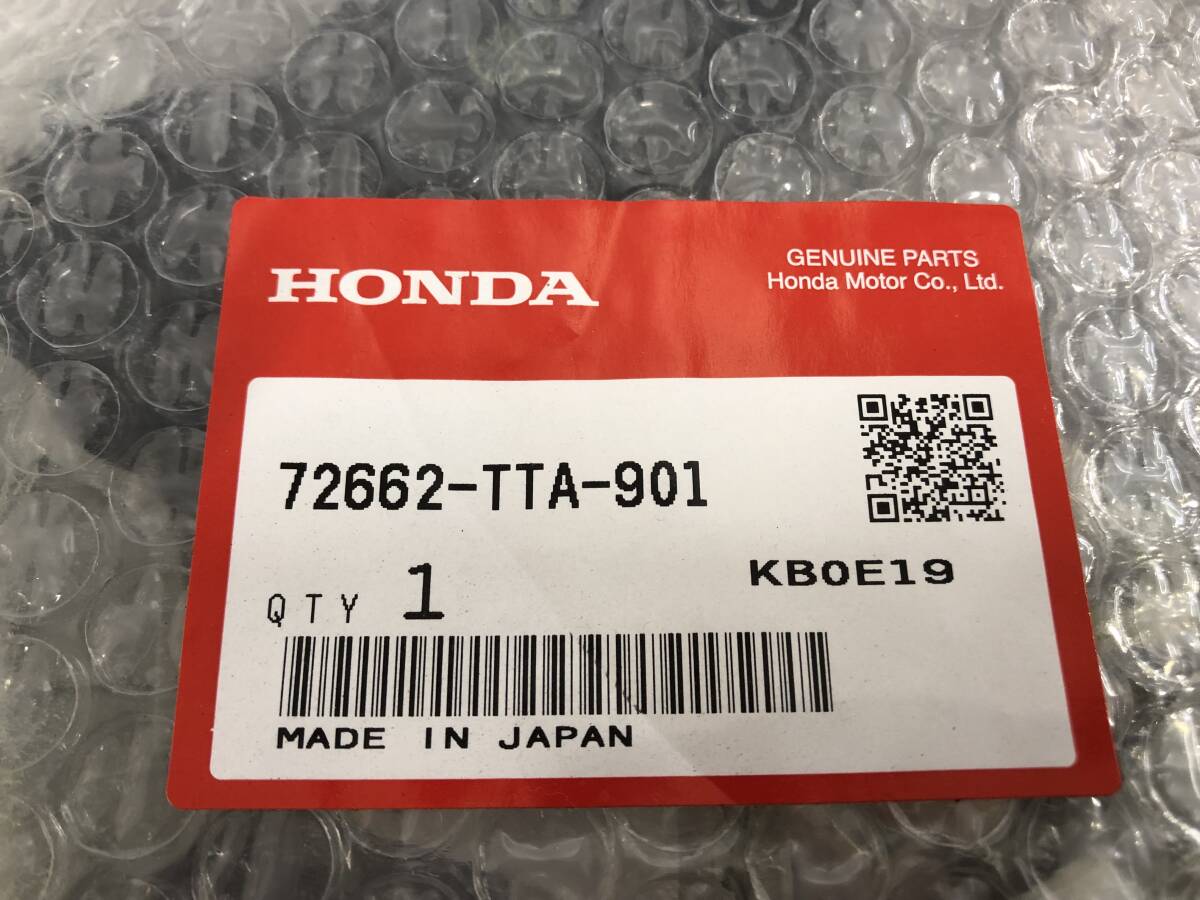 HONDA
GENUINE PARTS
Honda Motor Co., Ltd.
72662-TTA-901
KB0E19
QTY 1
MADE IN JAPAN